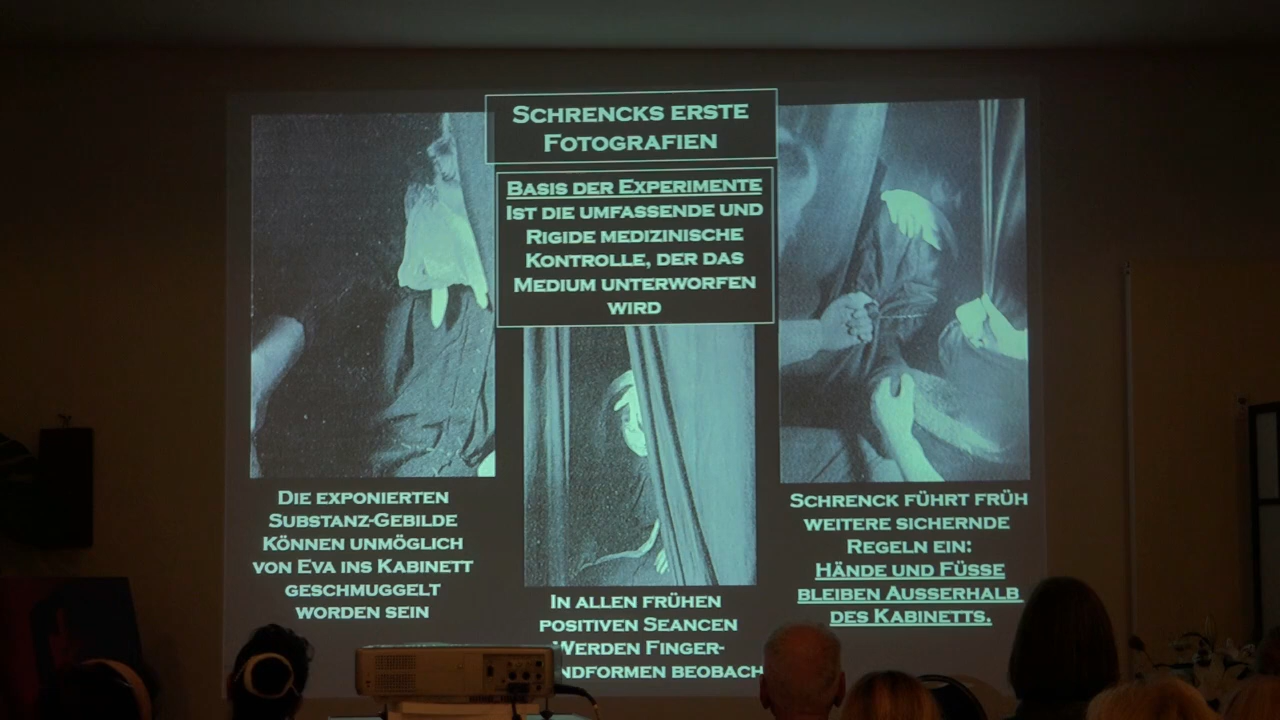 SCHRENCKS ERSTE
FOTOGRAFIEN
BASIS DER EXPERIMENTE
IST DIE UMFASSENDE UND
RIGIDE MEDIZINISCHE
KONTROLLE, DER DAS
MEDIUM UNTERWORFEN
WIRD
DIE EXPONIERTEN
SUBSTANZ-GEBILDE
KÖNNEN UNMÖGLICH
VON EVA INS KABINETT
GESCHMUGGELT
WORDEN SEIN
IN ALLEN FRÜHEN
POSITIVEN SEANCEN
WERDEN FINGER-
NDFORMEN BEOBACH
SCHRENCK FÜHRT FRÜH
WEITERE SICHERNDE
REGELN EIN:
HÄNDE UND FÜSSE
BLEIBEN AUSSERHALB
DES KABINETTS.